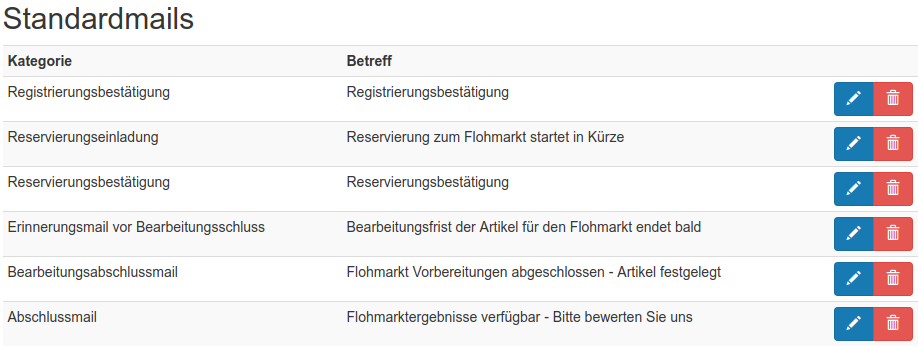 Standardmails
Kategorie Betreff
Registrierungsbestätigung Registrierungsbestätigung
Reservierungseinladung Reservierung zum Flohmarkt startet in Kürze
Reservierungsbestätigung Reservierungsbestätigung
Erinnerungsmail vor Bearbeitungsschluss Bearbeitungsfrist der Artikel für den Flohmarkt endet bald
Bearbeitungsabschlussmail Flohmarkt Vorbereitungen abgeschlossen - Artikel festgelegt
Abschlussmail Flohmarktergebnisse verfügbar - Bitte bewerten Sie uns